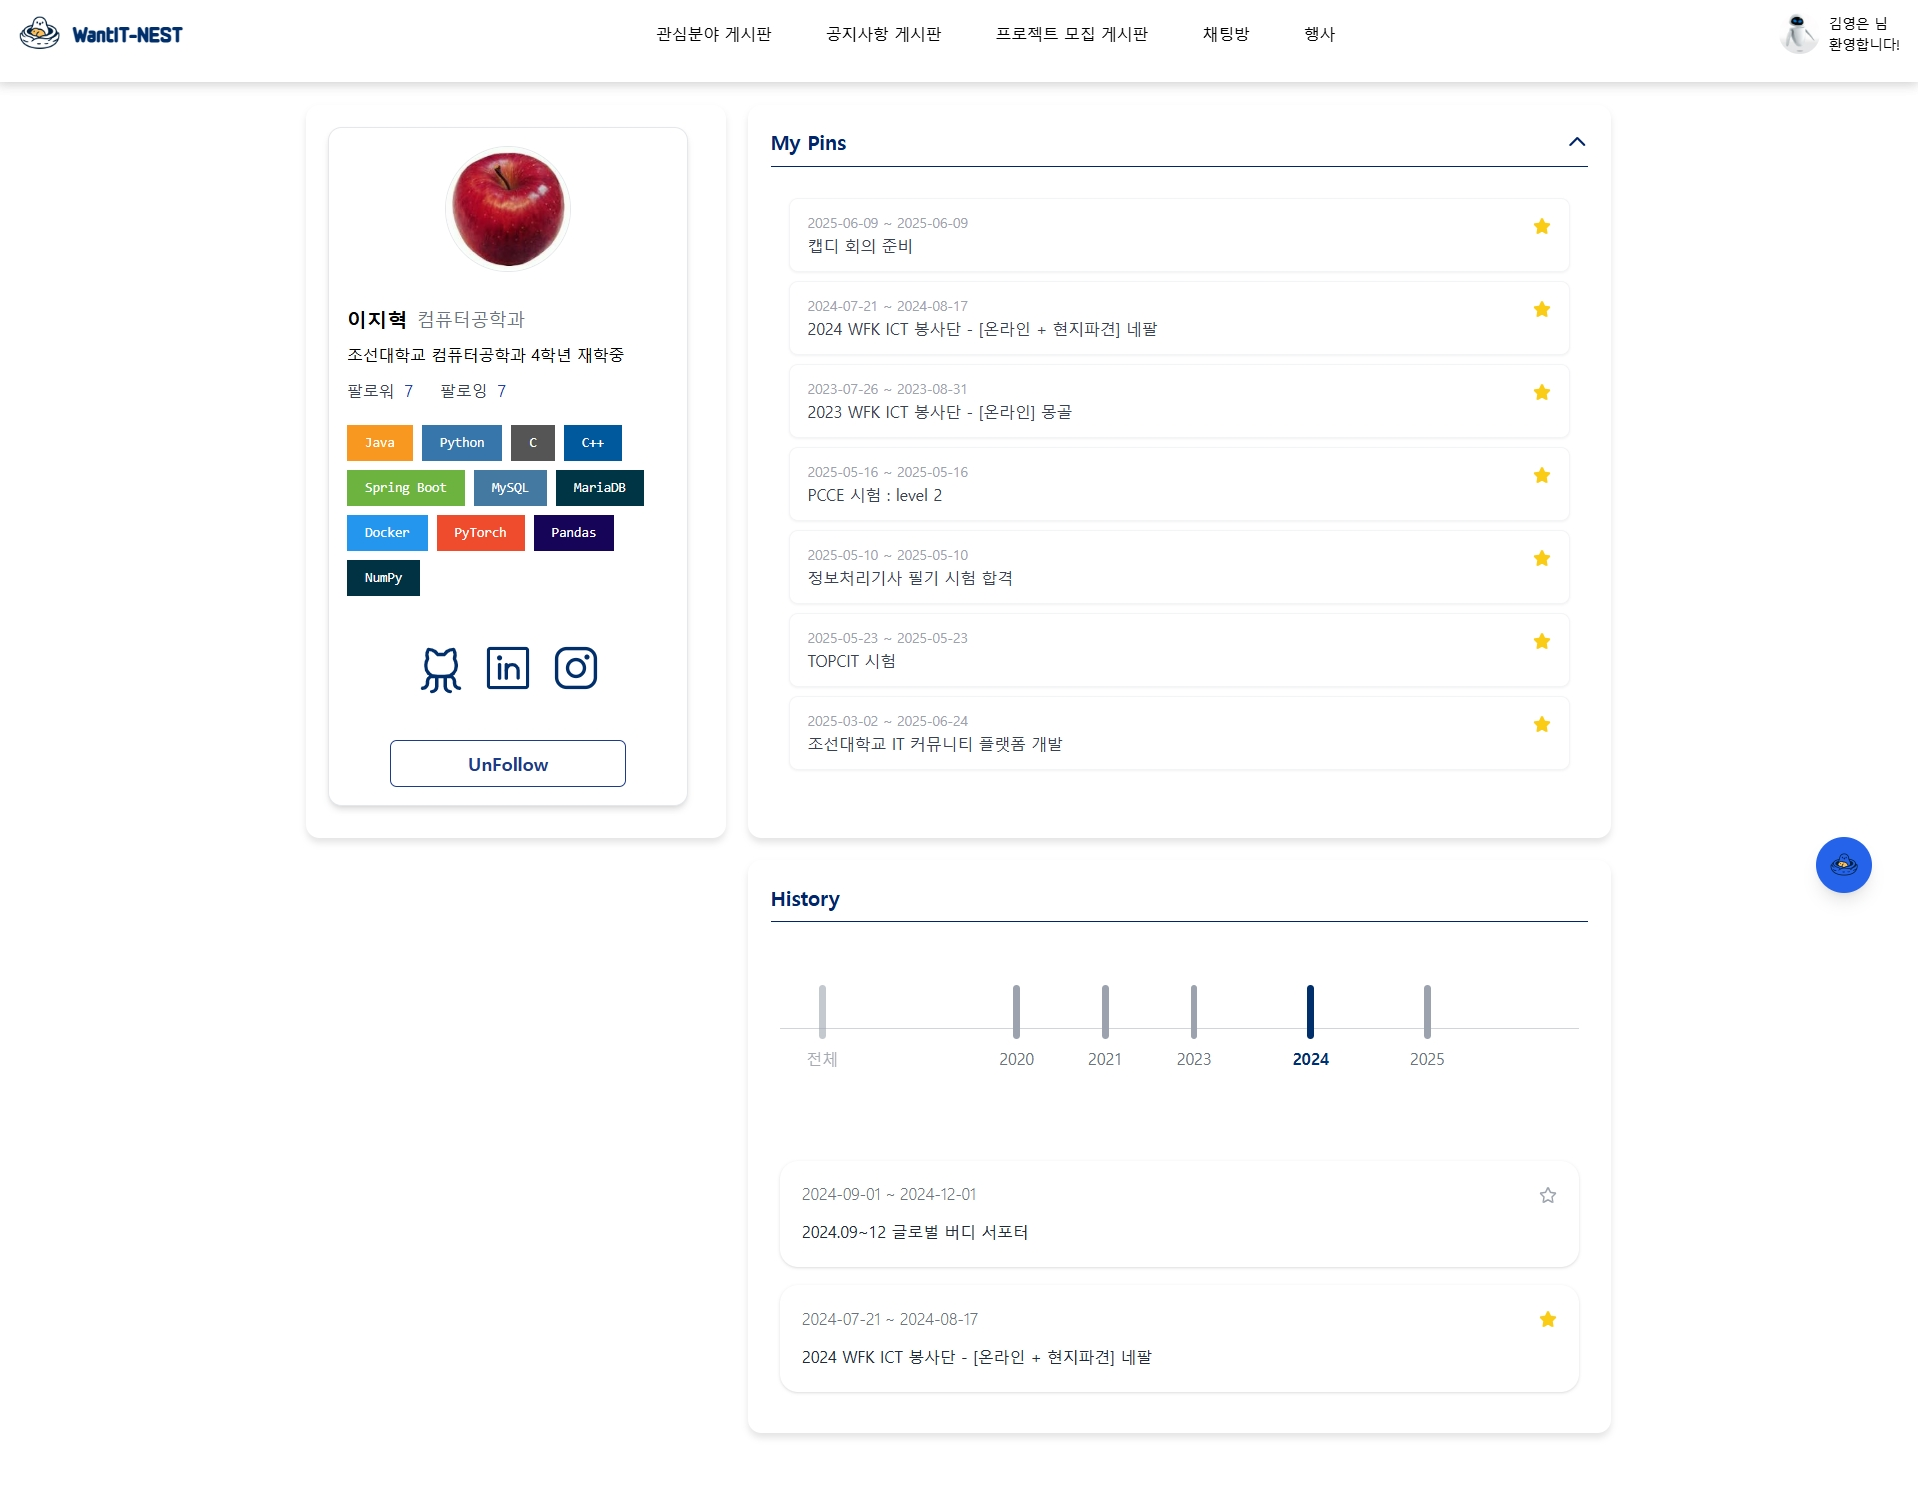 WantIT-NEST
관심분야 게시판
공지사항 게시판
프로젝트 모집 게시판
채팅방
행사
김영은 님
환영합니다!
이지혁 컴퓨터공학과
조선대학교 컴퓨터공학과 4학년 재학중
팔로워 7 팔로잉 7
Java Python C C++
Spring Boot MySQL MariaDB
Docker PyTorch Pandas
NumPy
in
UnFollow
My Pins
2025-06-09 ~ 2025-06-09
캡디 회의 준비
2024-07-21 ~ 2024-08-17
2024 WFK ICT 봉사단 - [온라인 + 현지파견] 네팔
2023-07-26 ~ 2023-08-31
2023 WFK ICT 봉사단 - [온라인] 몽골
2025-05-16 ~ 2025-05-16
PCCE 시험 : level 2
2025-05-10 ~ 2025-05-10
정보처리기사 필기 시험 합격
2025-05-23 ~ 2025-05-23
TOPCIT 시험
2025-03-02 ~ 2025-06-24
조선대학교 IT 커뮤니티 플랫폼 개발
History
전체 2020 2021 2023 2024 2025
2024-09-01 ~ 2024-12-01
2024.09~12 글로벌 버디 서포터
2024-07-21 ~ 2024-08-17
2024 WFK ICT 봉사단 - [온라인 + 현지파견] 네팔